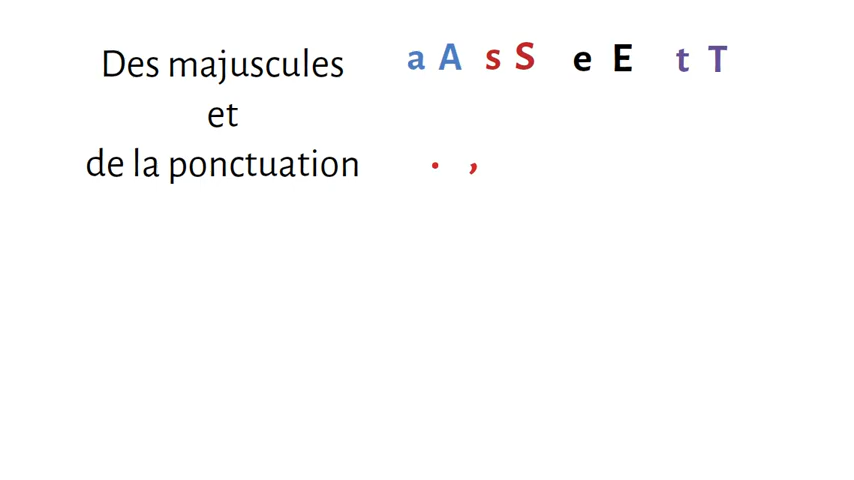 Des majuscules a A s S e E t T
et
de la ponctuation . ,